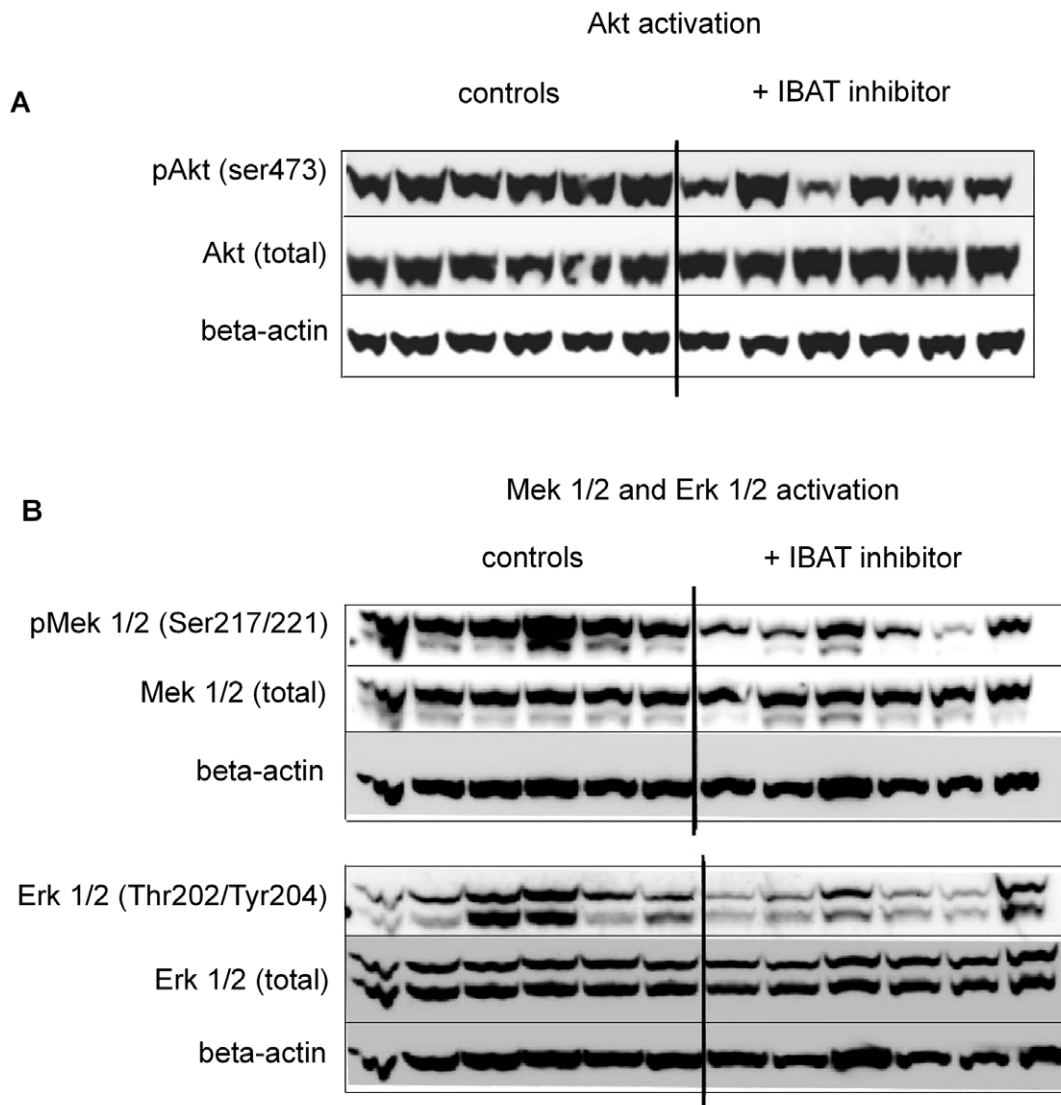 Akt activation
A
controls
+ IBAT inhibitor
pAkt (ser473)
Akt (total)
beta-actin
Mek 1/2 and Erk 1/2 activation
B
controls
+ IBAT inhibitor
pMek 1/2 (Ser217/221)
Mek 1/2 (total)
beta-actin
Erk 1/2 (Thr202/Tyr204)
Erk 1/2 (total)
beta-actin